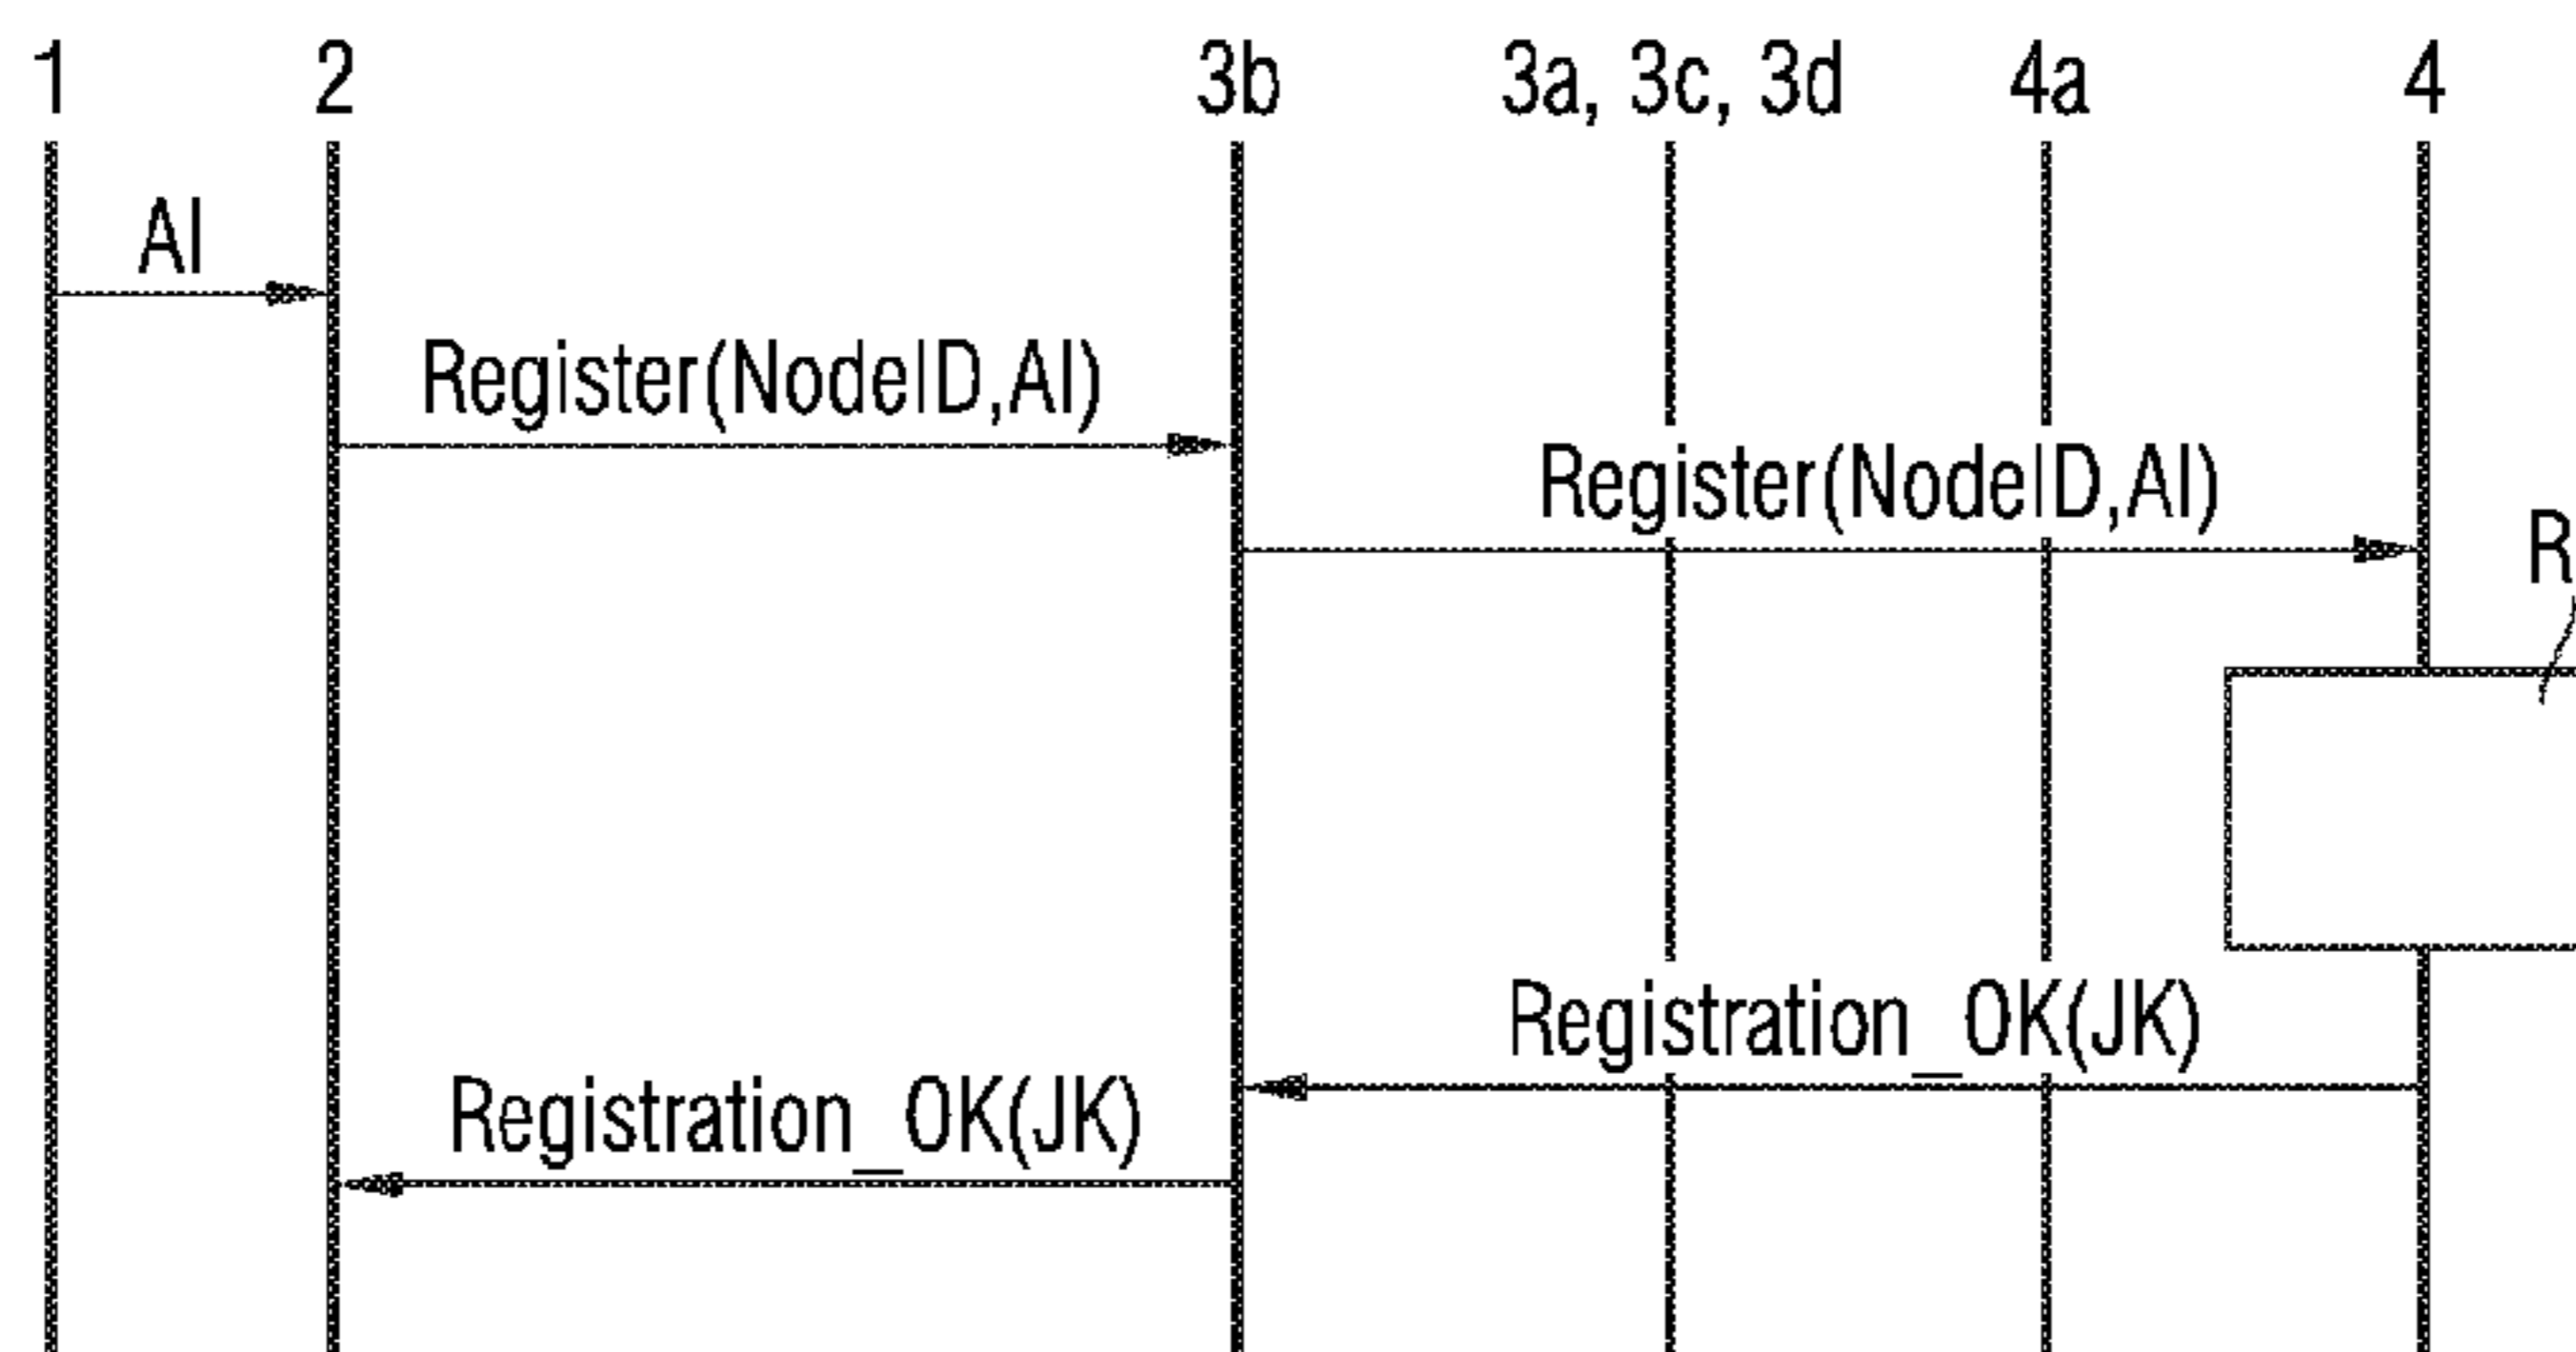 1 2 3b 3a, 3c, 3d 4a 4
AI
Register(NodeID,AI)
Register(NodeID,AI)
R
Registration_OK(JK)
Registration_OK(JK)